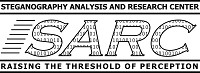 STEGANOGRAPHY ANALYSIS AND RESEARCH CENTER
SARC
RAISING THE THRESHOLD OF PERCEPTION